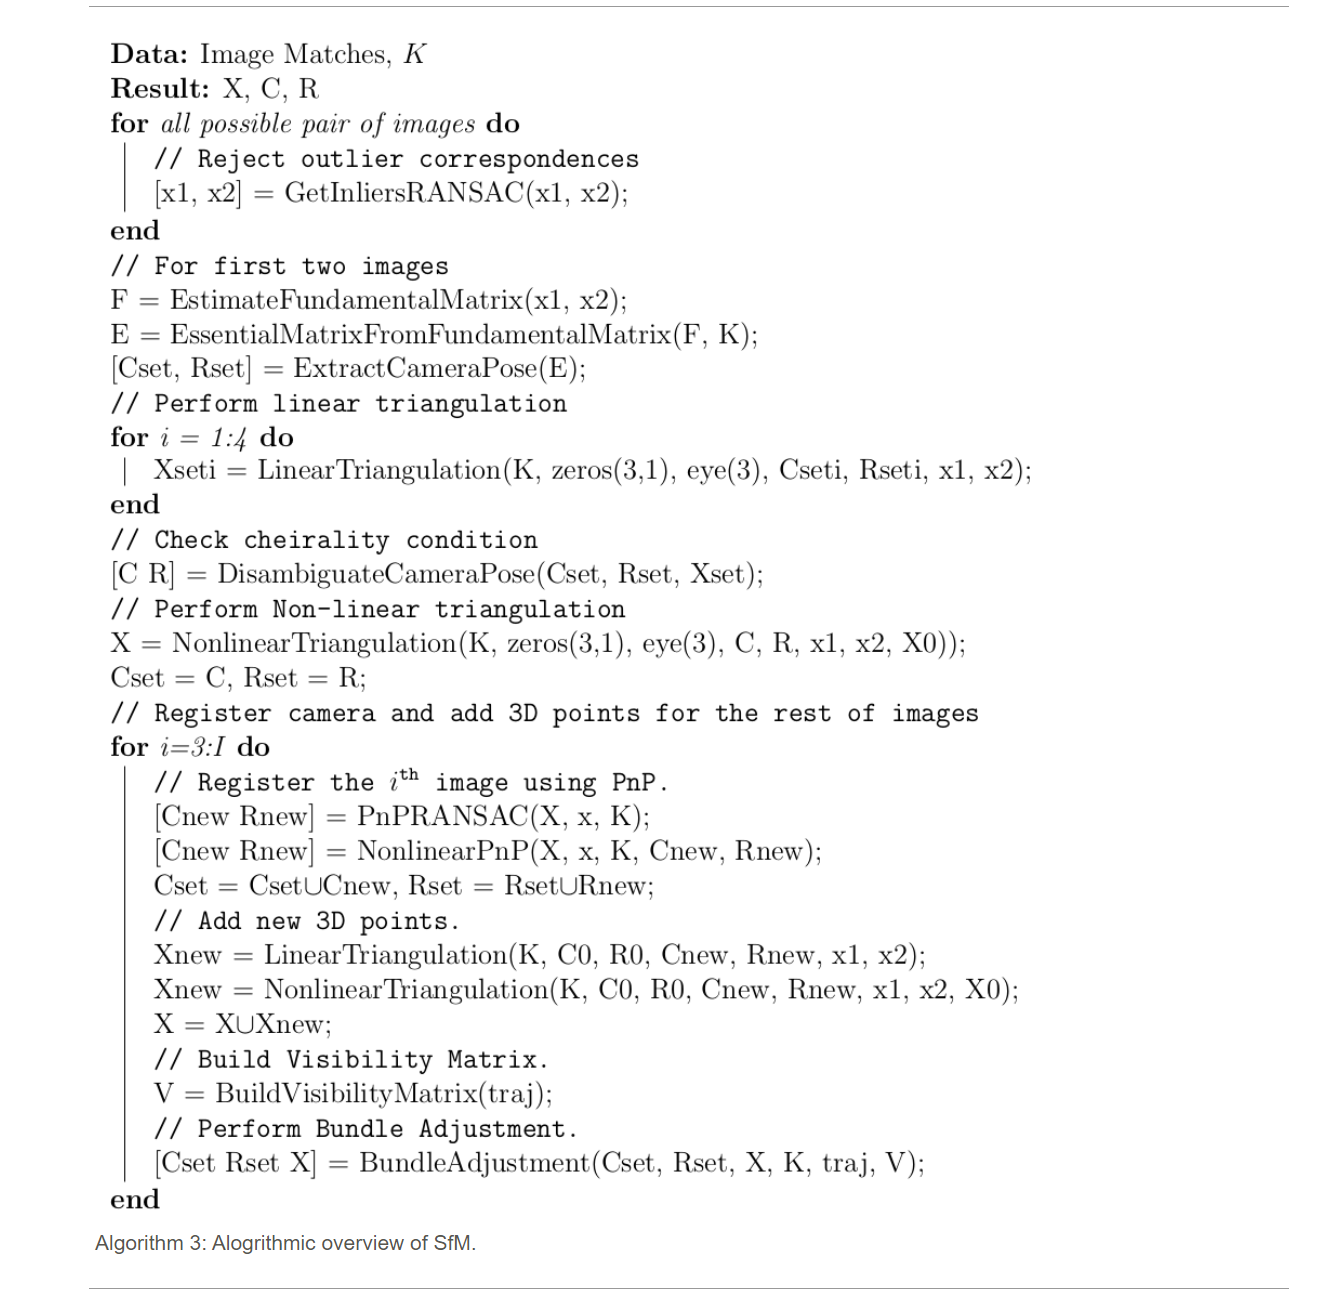 Data: Image Matches, K
Result: X, C, R
for all possible pair of images do
// Reject outlier correspondences
[x1, x2] = GetInliersRANSAC(x1, x2);
end
// For first two images
F = EstimateFundamentalMatrix(x1, x2);
E = EssentialMatrixFromFundamentalMatrix(F, K);
[Cset, Rset] = ExtractCameraPose(E);
// Perform linear triangulation
for i = 1:4 do
Xseti = LinearTriangulation(K, zeros(3,1), eye(3), Cseti, Rseti, x1, x2);
end
// Check cheirality condition
[C R] = DisambiguateCameraPose(Cset, Rset, Xset);
// Perform Non-linear triangulation
X = NonlinearTriangulation(K, zeros(3,1), eye(3), C, R, x1, x2, X0));
Cset = C, Rset = R;
// Register camera and add 3D points for the rest of images
for i=3:I do
// Register the iᵗʰ image using PnP.
[Cnew Rnew] = PnPRANSAC(X, x, K);
[Cnew Rnew] = NonlinearPnP(X, x, K, Cnew, Rnew);
Cset = Cset∪Cnew, Rset = Rset∪Rnew;
// Add new 3D points.
Xnew = LinearTriangulation(K, C0, R0, Cnew, Rnew, x1, x2);
Xnew = NonlinearTriangulation(K, C0, R0, Cnew, Rnew, x1, x2, X0);
X = X∪Xnew;
// Build Visibility Matrix.
V = BuildVisibilityMatrix(traj);
// Perform Bundle Adjustment.
[Cset Rset X] = BundleAdjustment(Cset, Rset, X, K, traj, V);
end
Algorithm 3: Alogrithmic overview of SfM.